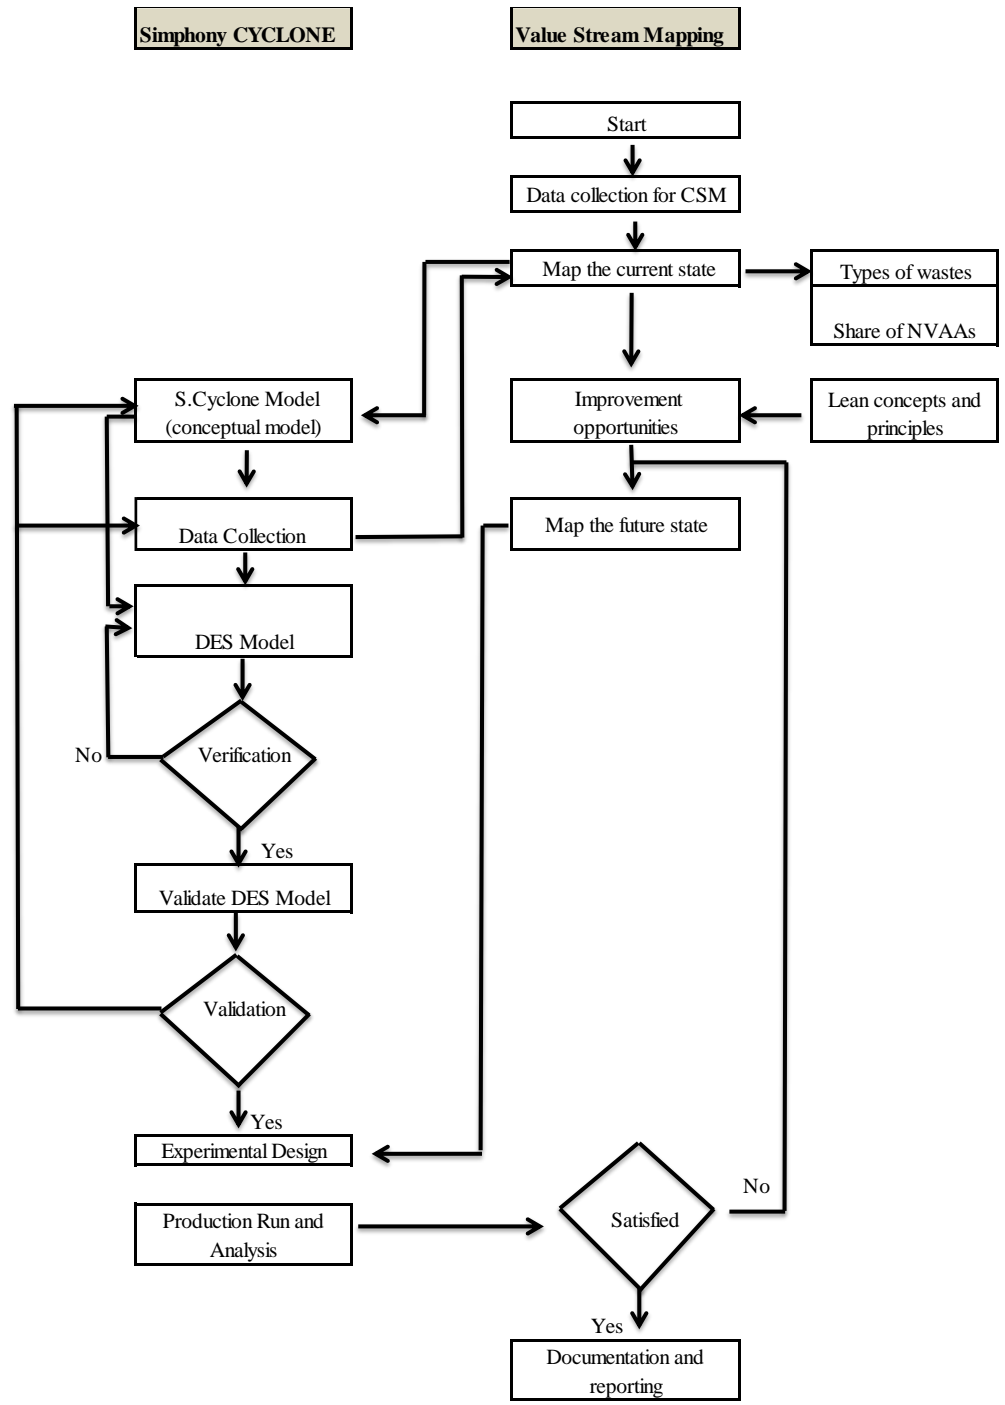 Simphony CYCLONE
Value Stream Mapping
Start
Data collection for CSM
Map the current state
Types of wastes
Share of NVAAs
S.Cyclone Model
(conceptual model)
Improvement
opportunities
Lean concepts and
principles
Data Collection
Map the future state
DES Model
No
Verification
Yes
Validate DES Model
Validation
Yes
Experimental Design
No
Production Run and
Analysis
Satisfied
Yes
Documentation and
reporting